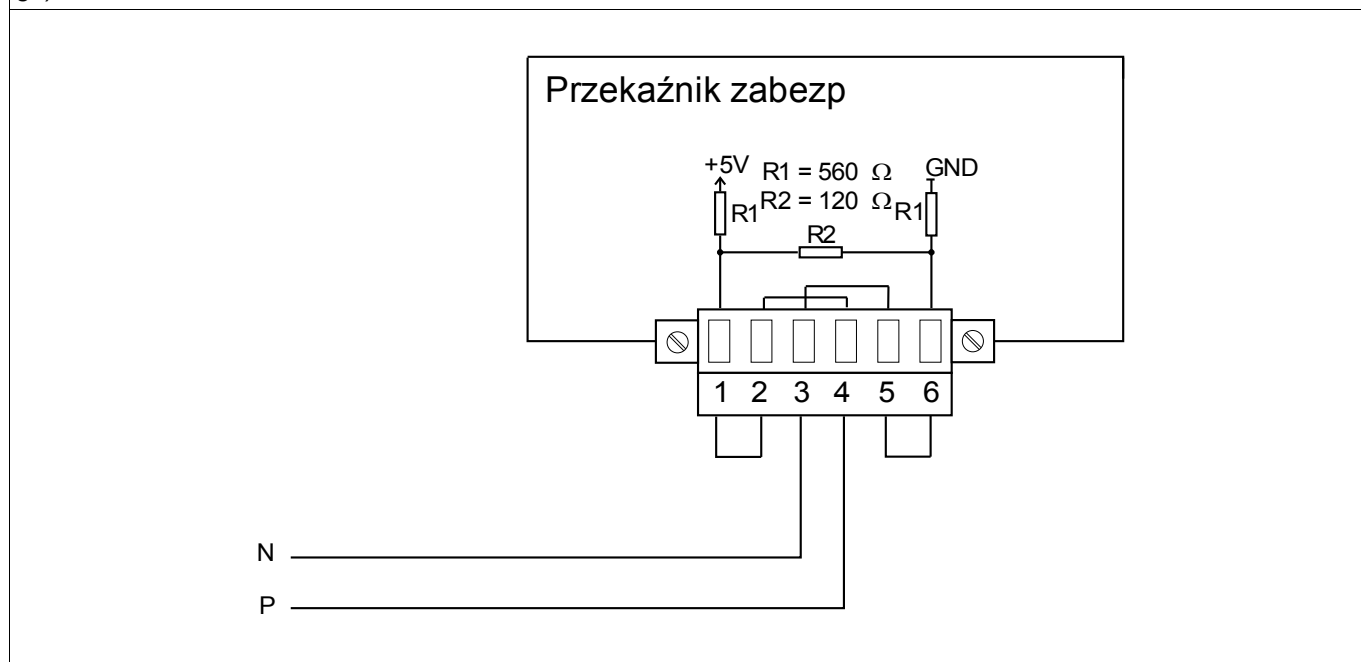 Przekaźnik zabezp
+5V R1 = 560 Ω GND
R1 R2 = 120 Ω R1
R2
1 2 3 4 5 6
N
P